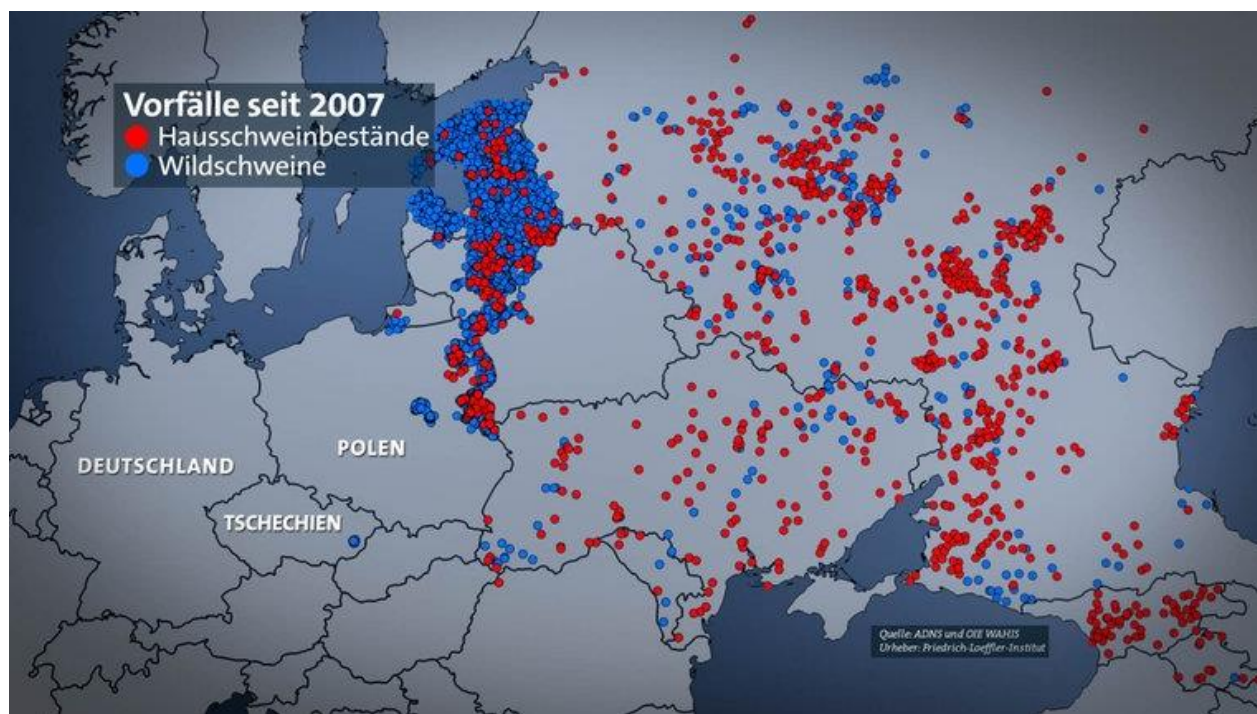 Vorfälle seit 2007
Hausschweinbestände
Wildschweine
POLEN
DEUTSCHLAND
TSCHECHIEN
Quelle: ADNS und OIE WAHIS
Urheber: Friedrich-Loeffler-Institut